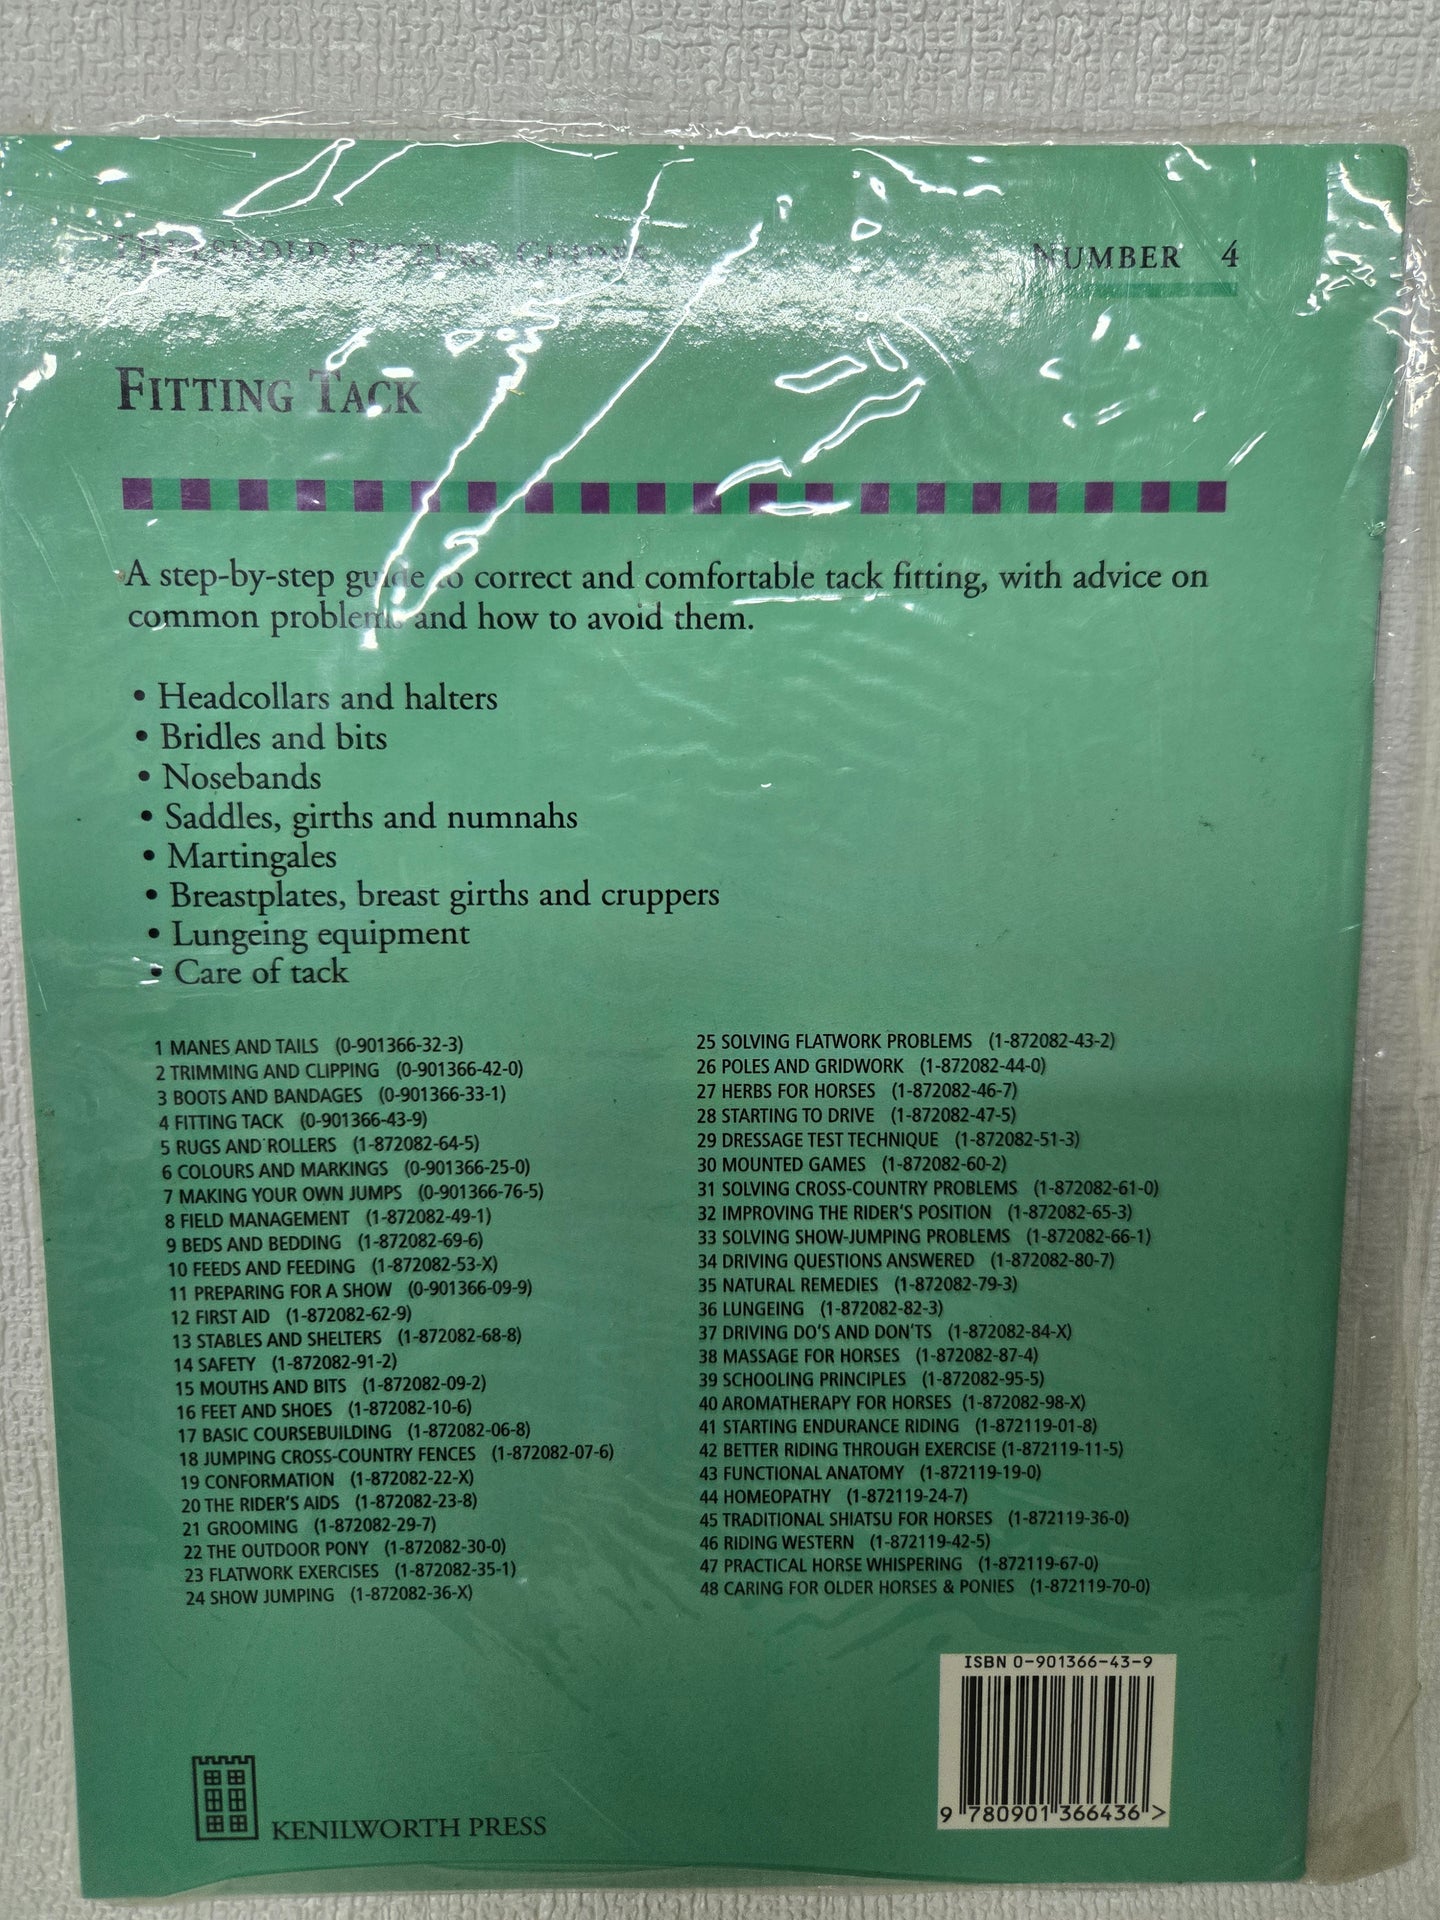 THRESHOLD PICTURE GUIDES
NUMBER 4
FITTING TACK
A step-by-step guide to correct and comfortable tack fitting, with advice on
common problems and how to avoid them.
• Headcollars and halters
• Bridles and bits
• Nosebands
• Saddles, girths and numnahs
• Martingales
• Breastplates, breast girths and cruppers
• Lungeing equipment
• Care of tack
1 MANES AND TAILS (0-901366-32-3)
2 TRIMMING AND CLIPPING (0-901366-42-0)
3 BOOTS AND BANDAGES (0-901366-33-1)
4 FITTING TACK (0-901366-43-9)
5 RUGS AND ROLLERS (1-872082-64-5)
6 COLOURS AND MARKINGS (0-901366-25-0)
7 MAKING YOUR OWN JUMPS (0-901366-76-5)
8 FIELD MANAGEMENT (1-872082-49-1)
9 BEDS AND BEDDING (1-872082-69-6)
10 FEEDS AND FEEDING (1-872082-53-X)
11 PREPARING FOR A SHOW (0-901366-09-9)
12 FIRST AID (1-872082-62-9)
13 STABLES AND SHELTERS (1-872082-68-8)
14 SAFETY (1-872082-91-2)
15 MOUTHS AND BITS (1-872082-09-2)
16 FEET AND SHOES (1-872082-10-6)
17 BASIC COURSEBUILDING (1-872082-06-8)
18 JUMPING CROSS-COUNTRY FENCES (1-872082-07-6)
19 CONFORMATION (1-872082-22-X)
20 THE RIDER'S AIDS (1-872082-23-8)
21 GROOMING (1-872082-29-7)
22 THE OUTDOOR PONY (1-872082-30-0)
23 FLATWORK EXERCISES (1-872082-35-1)
24 SHOW JUMPING (1-872082-36-X)
25 SOLVING FLATWORK PROBLEMS (1-872082-43-2)
26 POLES AND GRIDWORK (1-872082-44-0)
27 HERBS FOR HORSES (1-872082-46-7)
28 STARTING TO DRIVE (1-872082-47-5)
29 DRESSAGE TEST TECHNIQUE (1-872082-51-3)
30 MOUNTED GAMES (1-872082-60-2)
31 SOLVING CROSS-COUNTRY PROBLEMS (1-872082-61-0)
32 IMPROVING THE RIDER'S POSITION (1-872082-65-3)
33 SOLVING SHOW-JUMPING PROBLEMS (1-872082-66-1)
34 DRIVING QUESTIONS ANSWERED (1-872082-80-7)
35 NATURAL REMEDIES (1-872082-79-3)
36 LUNGEING (1-872082-82-3)
37 DRIVING DO'S AND DON'TS (1-872082-84-X)
38 MASSAGE FOR HORSES (1-872082-87-4)
39 SCHOOLING PRINCIPLES (1-872082-95-5)
40 AROMATHERAPY FOR HORSES (1-872082-98-X)
41 STARTING ENDURANCE RIDING (1-872119-01-8)
42 BETTER RIDING THROUGH EXERCISE (1-872119-11-5)
43 FUNCTIONAL ANATOMY (1-872119-19-0)
44 HOMEOPATHY (1-872119-24-7)
45 TRADITIONAL SHIATSU FOR HORSES (1-872119-36-0)
46 RIDING WESTERN (1-872119-42-5)
47 PRACTICAL HORSE WHISPERING (1-872119-67-0)
48 CARING FOR OLDER HORSES & PONIES (1-872119-70-0)
ISBN 0-901366-43-9
9 780901 366436 >
KENILWORTH PRESS